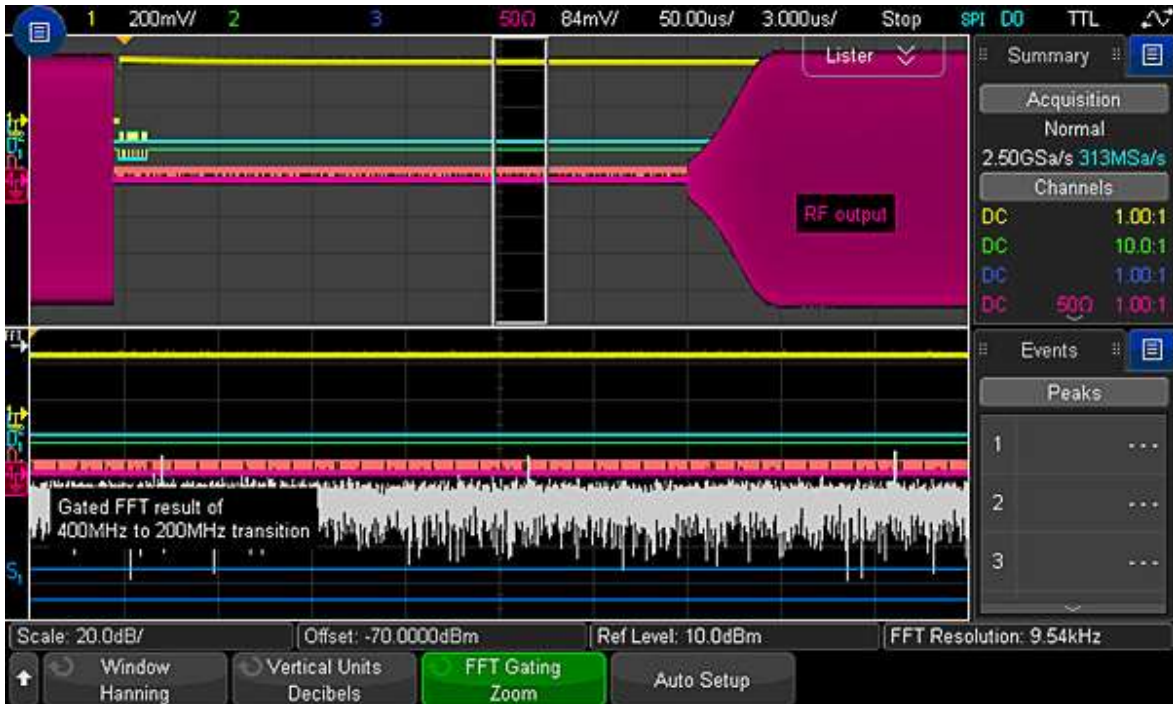 1 200mV/ 2 3 50Ω 84mV/ 50.00us/ 3.000us/ Stop SPI D0 TTL
Lister
Summary
Acquisition
Normal
2.50GSa/s 313MSa/s
Channels
DC 1.00:1
DC 10.0:1
DC 1.00:1
DC 50Ω 1.00:1
RF output
Events
Peaks
1 ---
2 ---
3 ---
Gated FFT result of
400MHz to 200MHz transition
S1
Scale: 20.0dB/ Offset: -70.0000dBm Ref Level: 10.0dBm FFT Resolution: 9.54kHz
Window
Hanning
Vertical Units
Decibels
FFT Gating
Zoom
Auto Setup